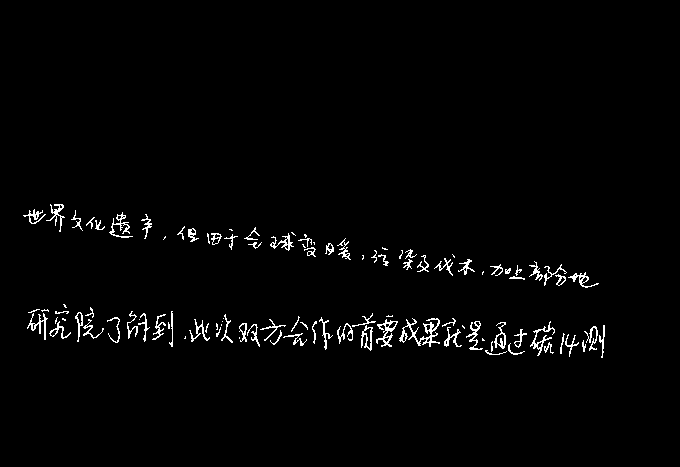 世界文化遗产,但由于全球变暖,污染及伐木,加上部分地
研究院了解到,此次双方合作的首要成果就是通过碳14测